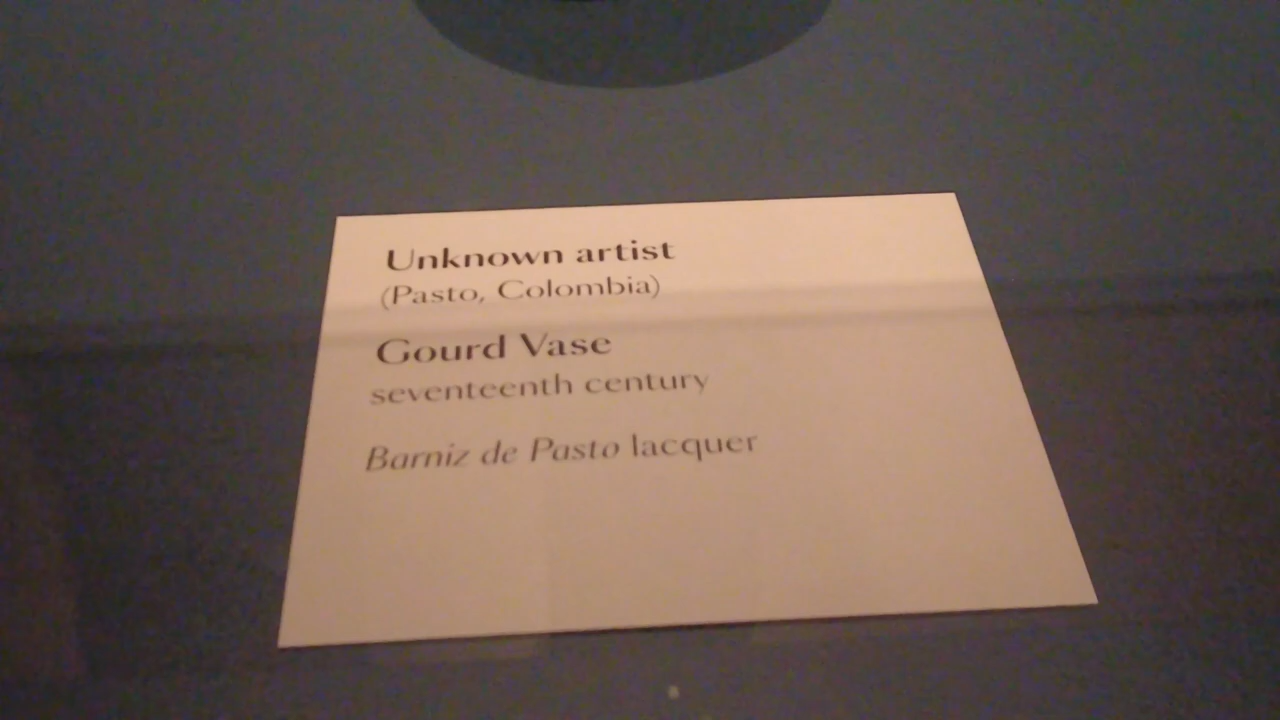 Unknown artist
(Pasto, Colombia)
Gourd Vase
seventeenth century
Barniz de Pasto lacquer